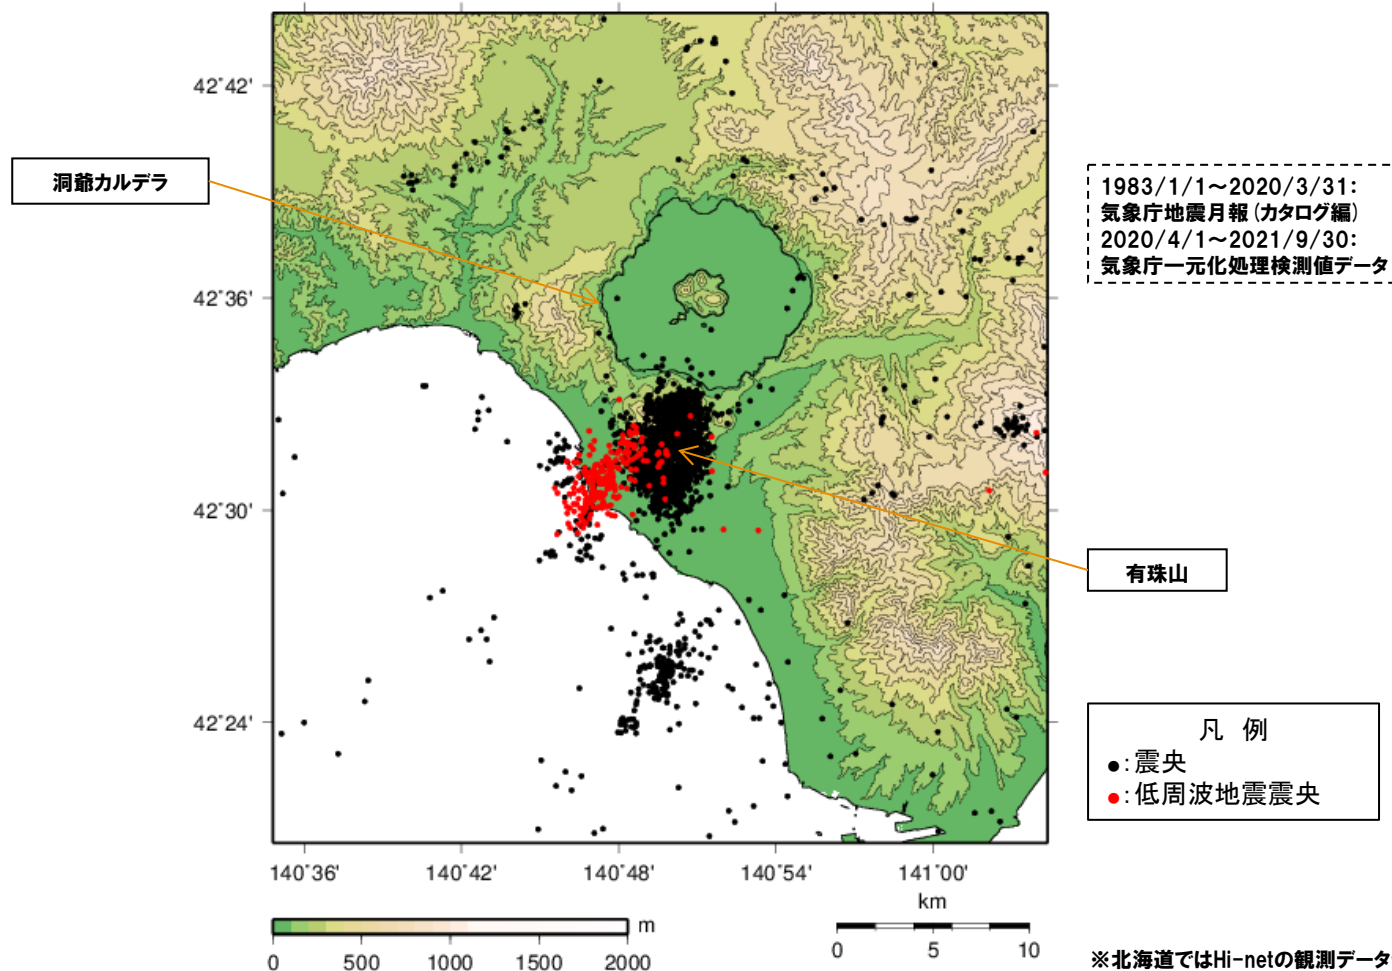 42°42'
洞爺カルデラ
1983/1/1～2020/3/31：
気象庁地震月報（カタログ編）
2020/4/1～2021/9/30：
気象庁一元化処理検測値データ
42°36'
42°30'
有珠山
42°24'
凡 例
●：震央
●：低周波地震震央
140°36'
140°42'
140°48'
140°54'
141°00'
km
m
0
500
1000
1500
2000
0
5
10
※北海道ではHi-netの観測データ